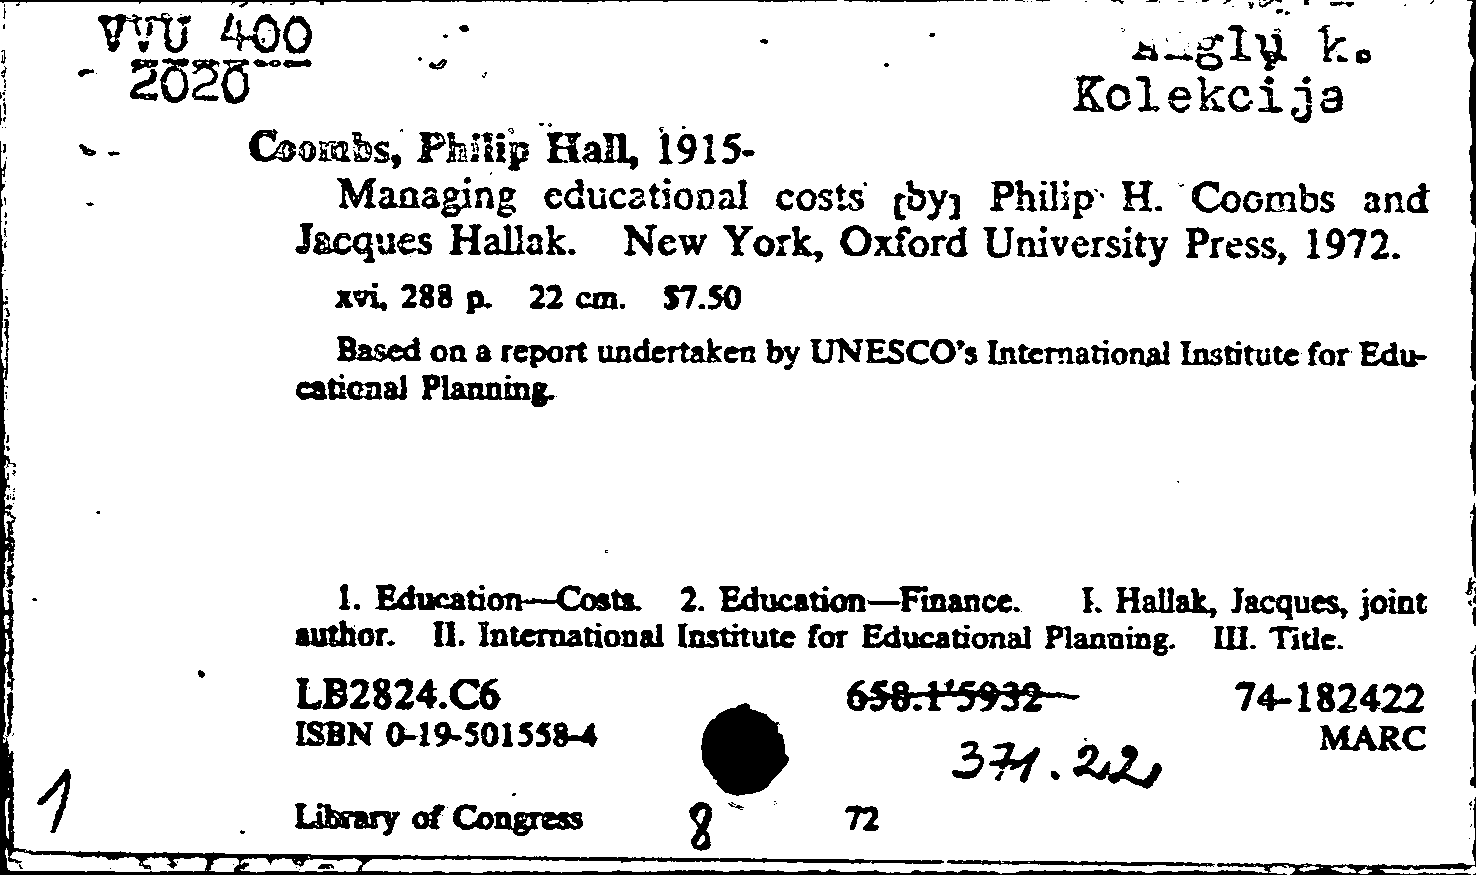 VVU 400
2020
Anglų k.
Kolekcija
Coombs, Philip Hall, 1915-
Managing educational costs [by] Philip H. Coombs and
Jacques Hallak. New York, Oxford University Press, 1972.
xvi, 288 p. 22 cm. $7.50
Based on a report undertaken by UNESCO's International Institute for Edu-
cational Planning.
1. Education—Costs. 2. Education—Finance. I. Hallak, Jacques, joint
author. II. International Institute for Educational Planning. III. Title.
LB2824.C6 658.1'5932 74-182422
ISBN 0-19-501558-4 MARC
371.22
1
Library of Congress 8 72